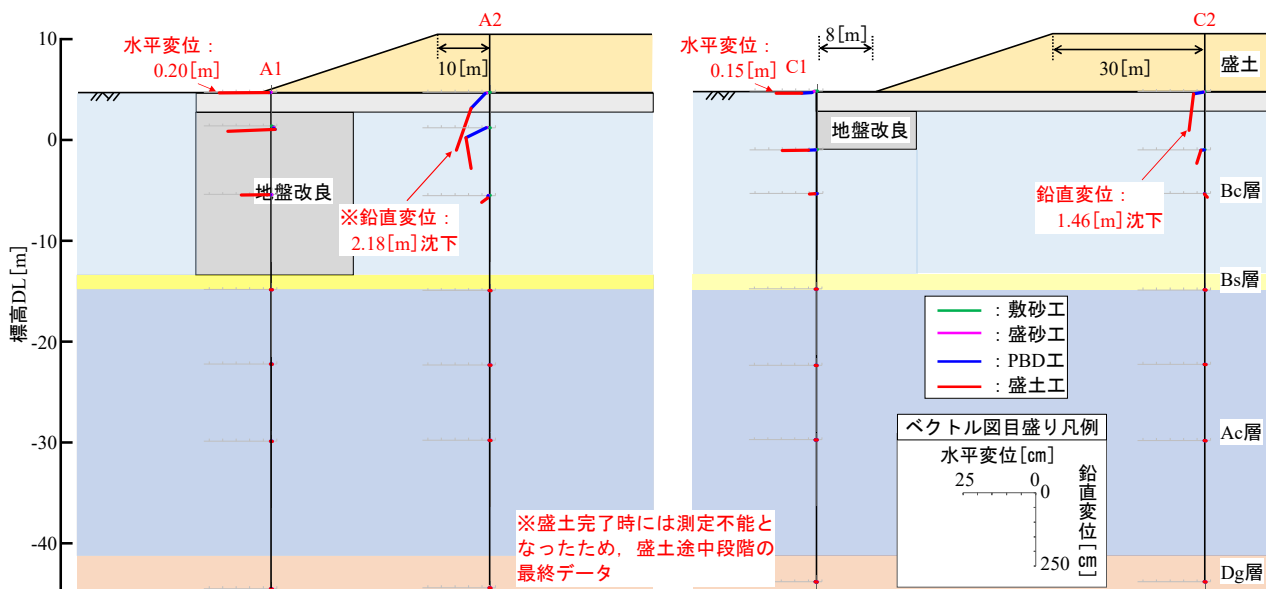 10
0
-10
-20
-30
-40
標高DL[m]
水平変位：
0.20[m]
A1
A2
10[m]
地盤改良
※鉛直変位：
2.18[m]沈下
※盛土完了時には測定不能と
なったため，盛土途中段階の
最終データ
水平変位：
0.15[m]
C1
8[m]
C2
30[m]
盛土
地盤改良
鉛直変位：
1.46[m]沈下
Bc層
Bs層
Ac層
Dg層
：敷砂工
：盛砂工
：PBD工
：盛土工
ベクトル図目盛り凡例
水平変位[㎝]
25
0
0
250
鉛直変位[㎝]